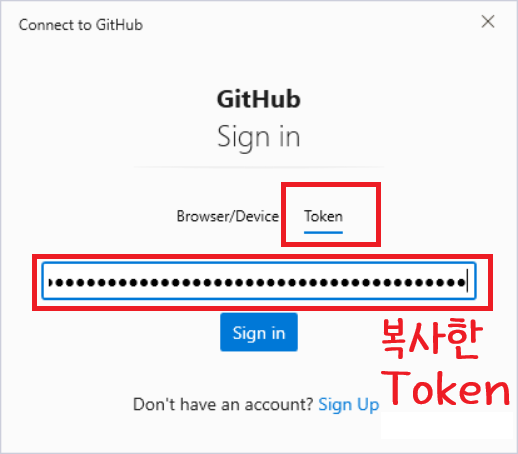 Connect to GitHub
GitHub
Sign in
Browser/Device Token
Sign in
복사한
Token
Don't have an account? Sign Up